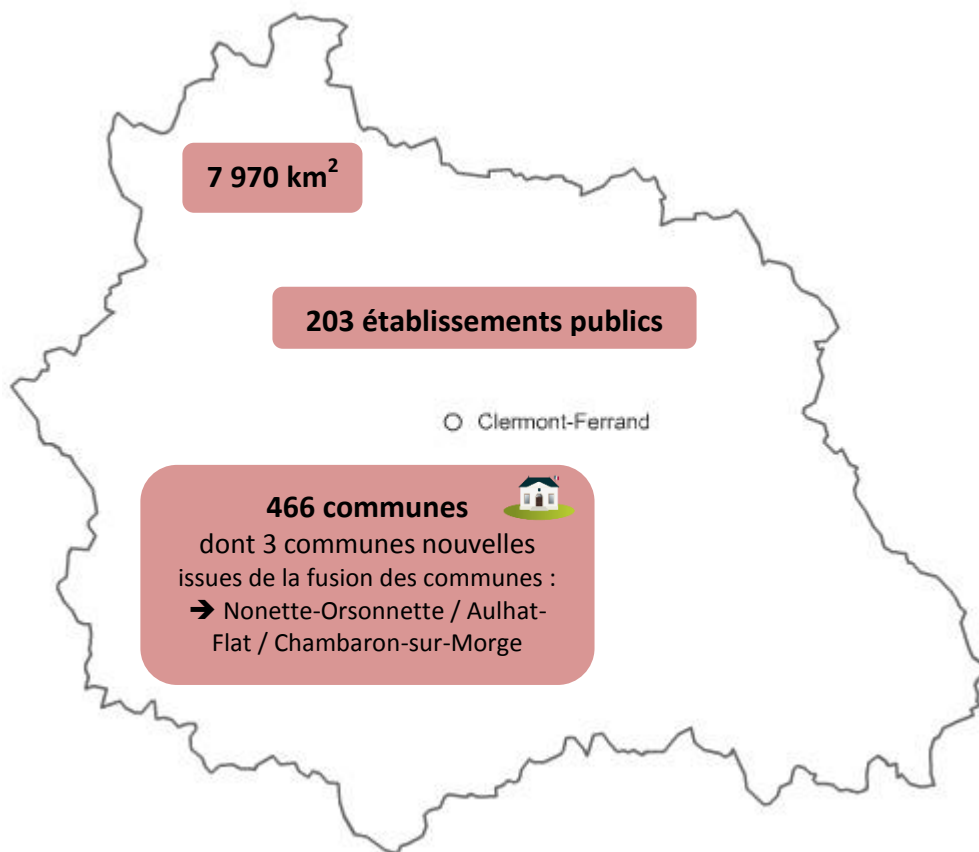 7 970 km²
203 établissements publics
Clermont-Ferrand
466 communes
dont 3 communes nouvelles
issues de la fusion des communes :
➔ Nonette-Orsonnette / Aulhat-
Flat / Chambaron-sur-Morge